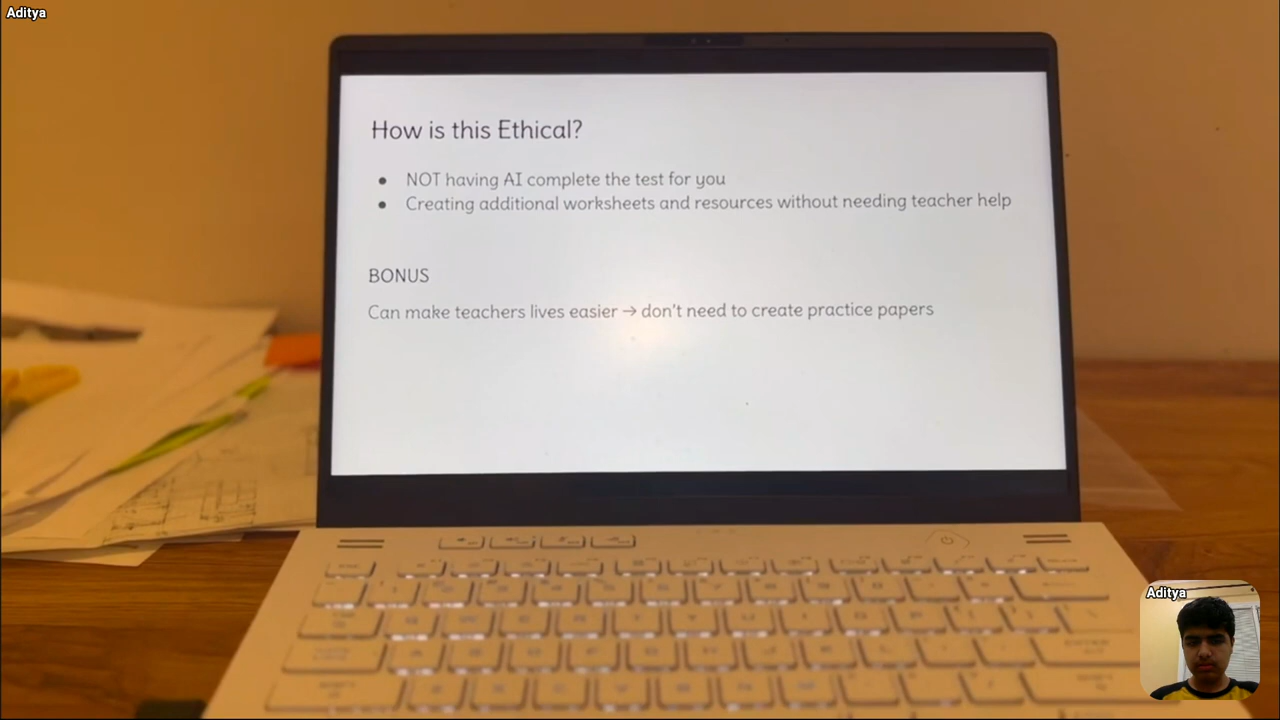 Aditya
How is this Ethical?
● NOT having AI complete the test for you
● Creating additional worksheets and resources without needing teacher help
BONUS
Can make teachers lives easier → don't need to create practice papers
Aditya